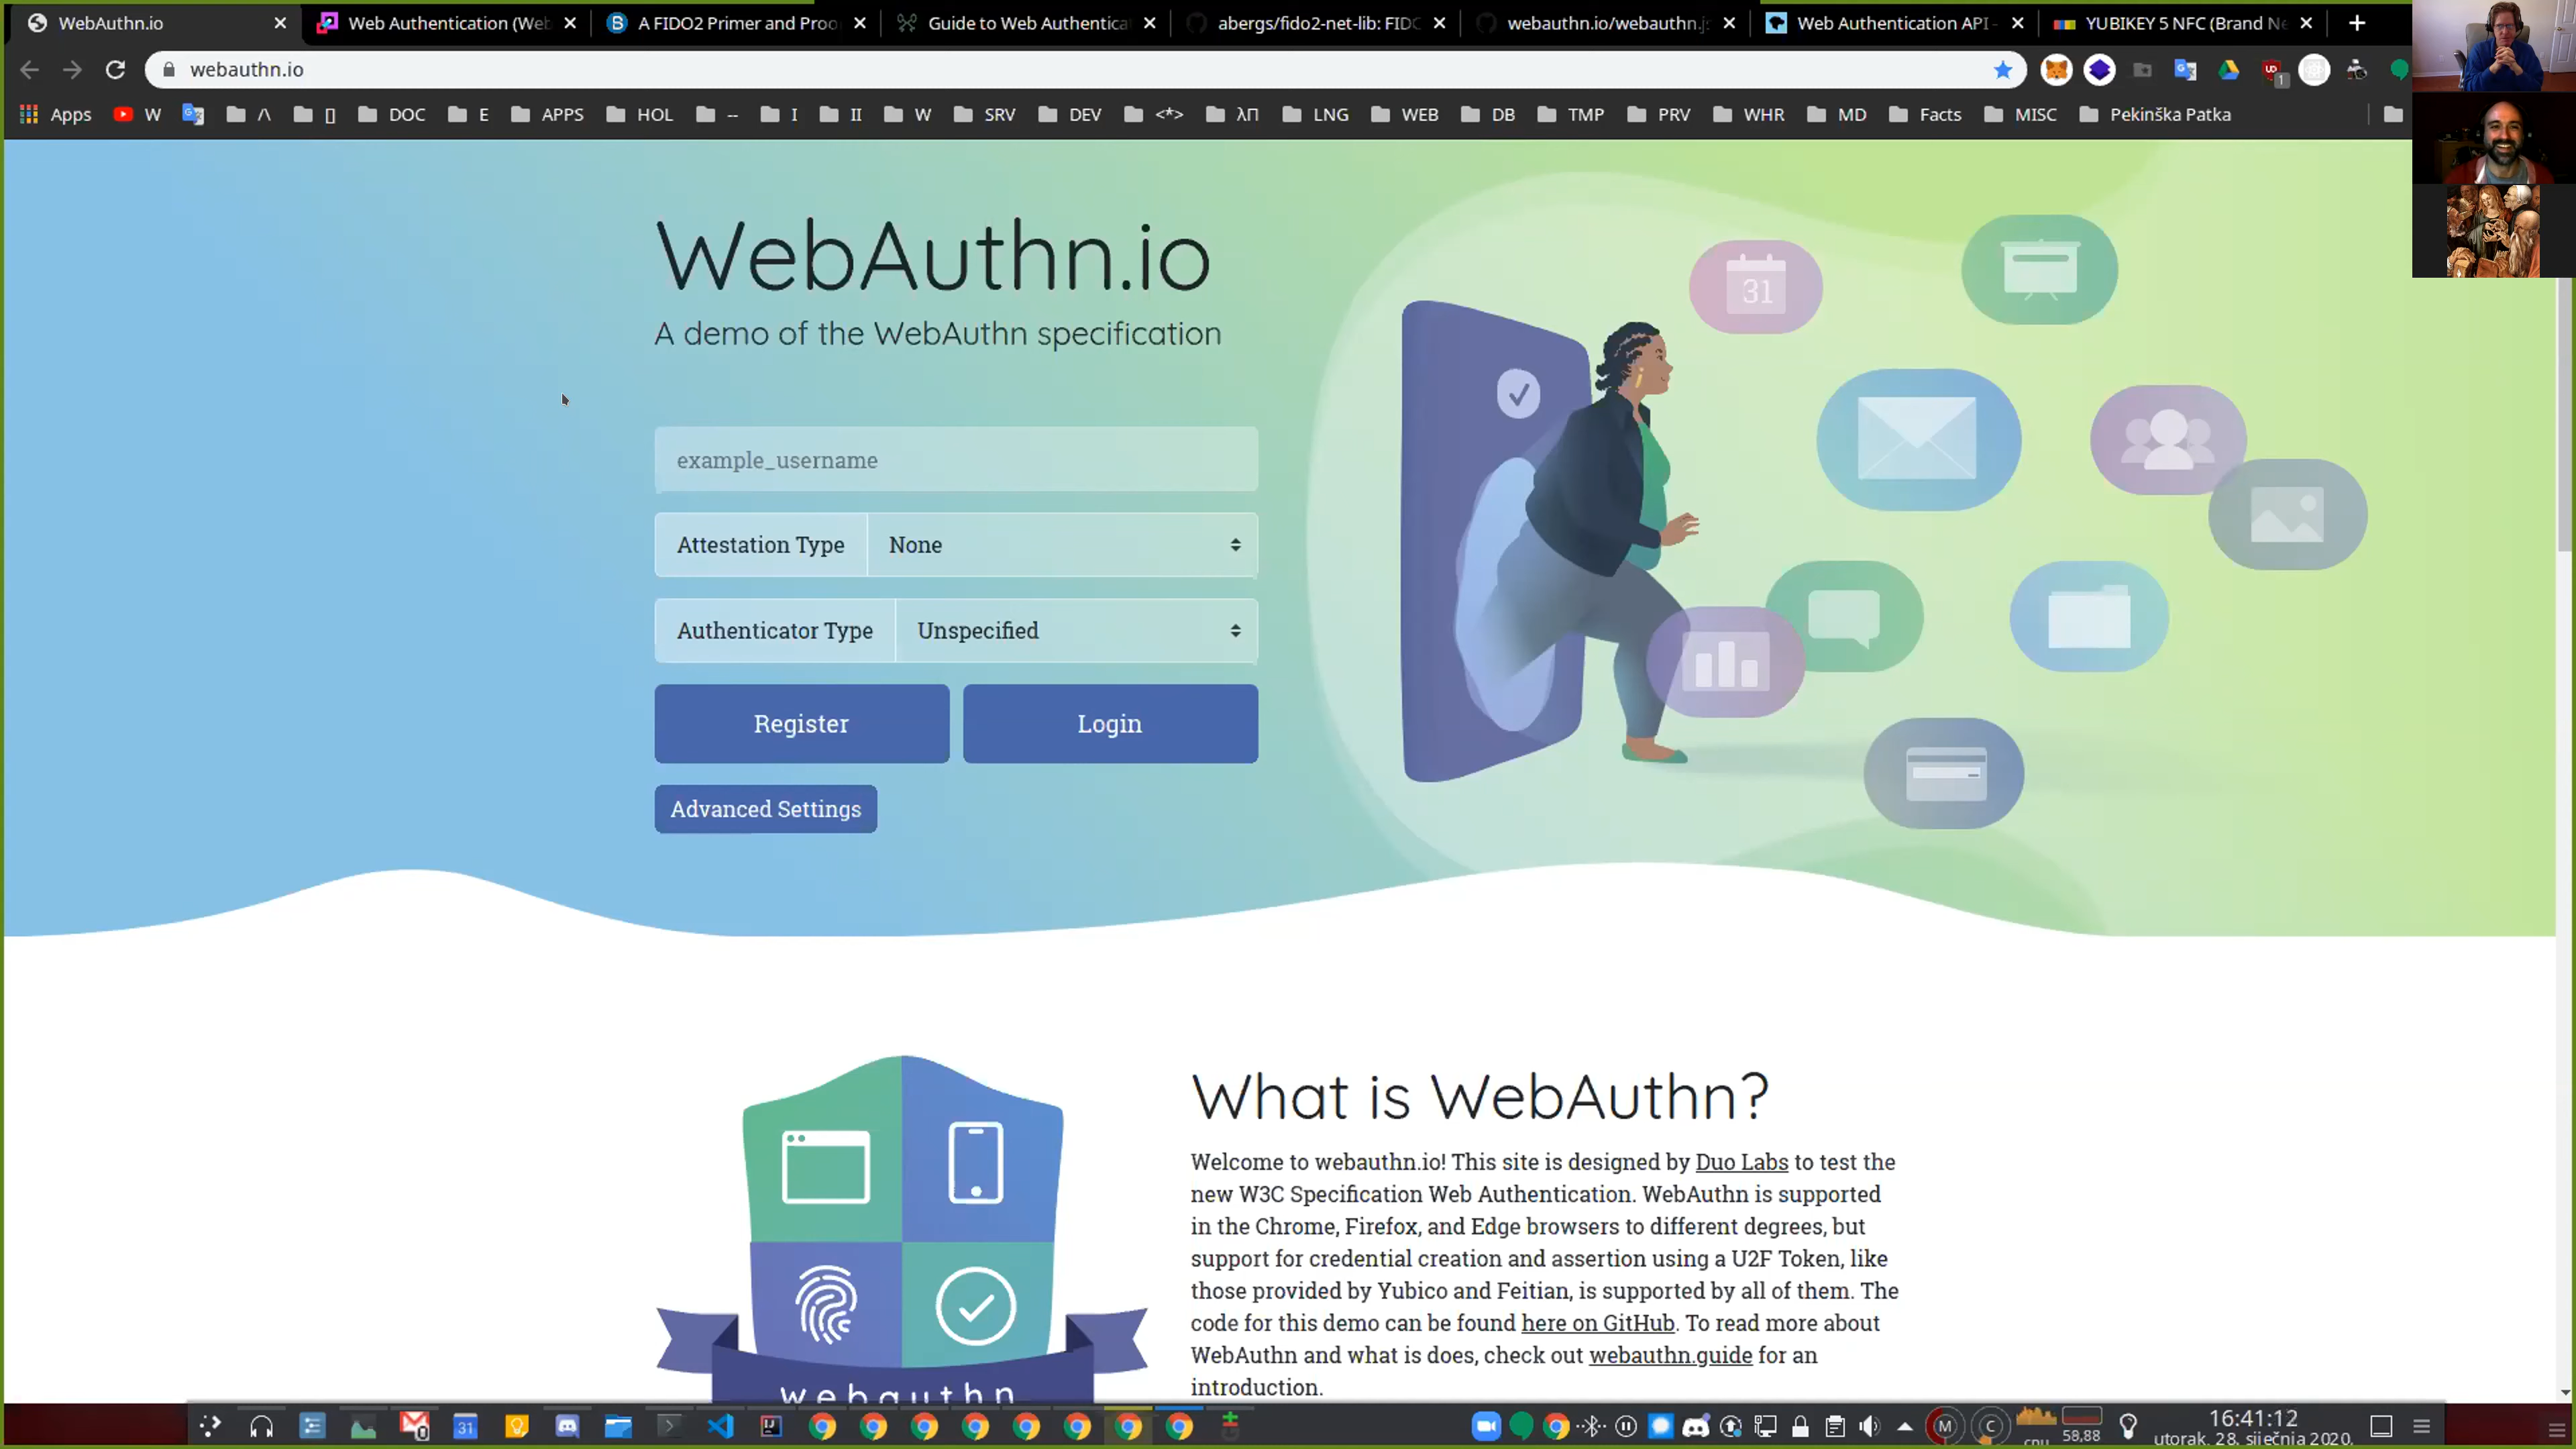 WebAuthn.io
Web Authentication (Web
A FIDO2 Primer and Proo
Guide to Web Authenticat
abergs/fido2-net-lib: FIDO
webauthn.io/webauthn.js
Web Authentication API -
YUBIKEY 5 NFC (Brand Ne
webauthn.io
1
Apps
W
/\
[]
DOC
E
APPS
HOL
--
I
II
W
SRV
DEV
<*>
λΠ
LNG
WEB
DB
TMP
PRV
WHR
MD
Facts
MISC
Pekinška Patka
WebAuthn.io
A demo of the WebAuthn specification
example_username
Attestation Type
None
Authenticator Type
Unspecified
Register
Login
Advanced Settings
31
What is WebAuthn?
Welcome to webauthn.io! This site is designed by Duo Labs to test the
new W3C Specification Web Authentication. WebAuthn is supported
in the Chrome, Firefox, and Edge browsers to different degrees, but
support for credential creation and assertion using a U2F Token, like
those provided by Yubico and Feitian, is supported by all of them. The
code for this demo can be found here on GitHub. To read more about
WebAuthn and what is does, check out webauthn.guide for an
introduction.
webauthn
31
M
C
58,88
16:41:12
utorak, 28. siječnja 2020.